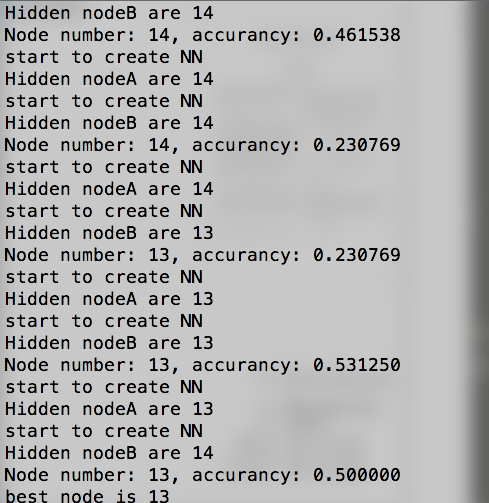 Hidden nodeB are 14
Node number: 14, accurancy: 0.461538
start to create NN
Hidden nodeA are 14
start to create NN
Hidden nodeB are 14
Node number: 14, accurancy: 0.230769
start to create NN
Hidden nodeA are 14
start to create NN
Hidden nodeB are 13
Node number: 13, accurancy: 0.230769
start to create NN
Hidden nodeA are 13
start to create NN
Hidden nodeB are 13
Node number: 13, accurancy: 0.531250
start to create NN
Hidden nodeA are 13
start to create NN
Hidden nodeB are 14
Node number: 13, accurancy: 0.500000
best node is 13